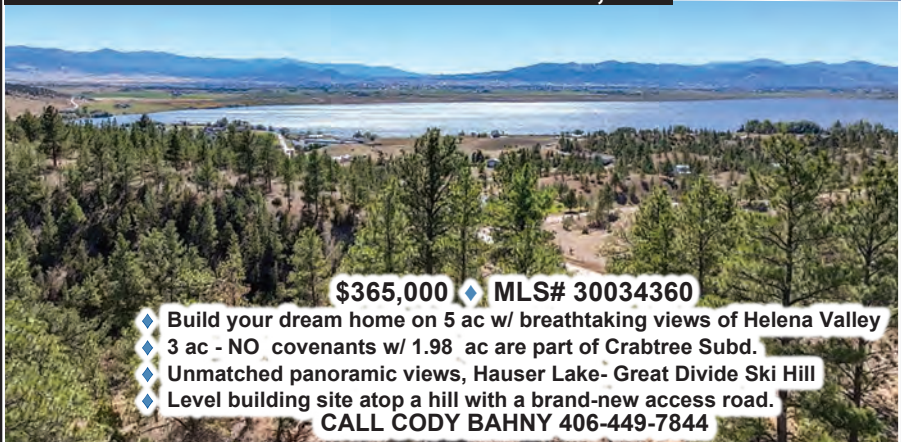 $365,000 ♦ MLS# 30034360
♦ Build your dream home on 5 ac w/ breathtaking views of Helena Valley
♦ 3 ac - NO covenants w/ 1.98 ac are part of Crabtree Subd.
♦ Unmatched panoramic views, Hauser Lake- Great Divide Ski Hill
♦ Level building site atop a hill with a brand-new access road.
CALL CODY BAHNY 406-449-7844